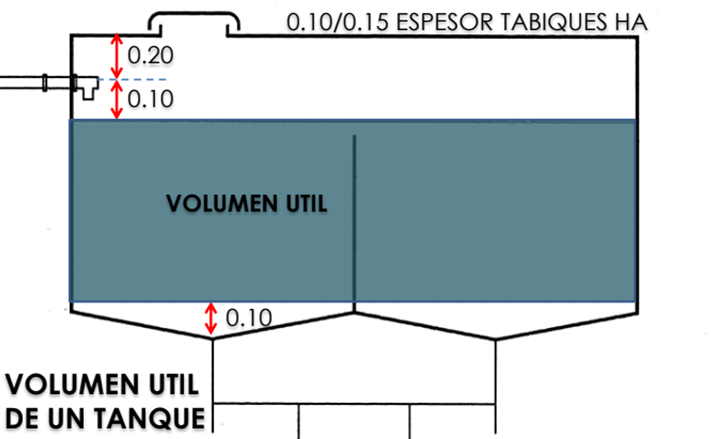 0.10/0.15 ESPESOR TABIQUES HA
0.20
0.10
VOLUMEN UTIL
0.10
VOLUMEN UTIL
DE UN TANQUE